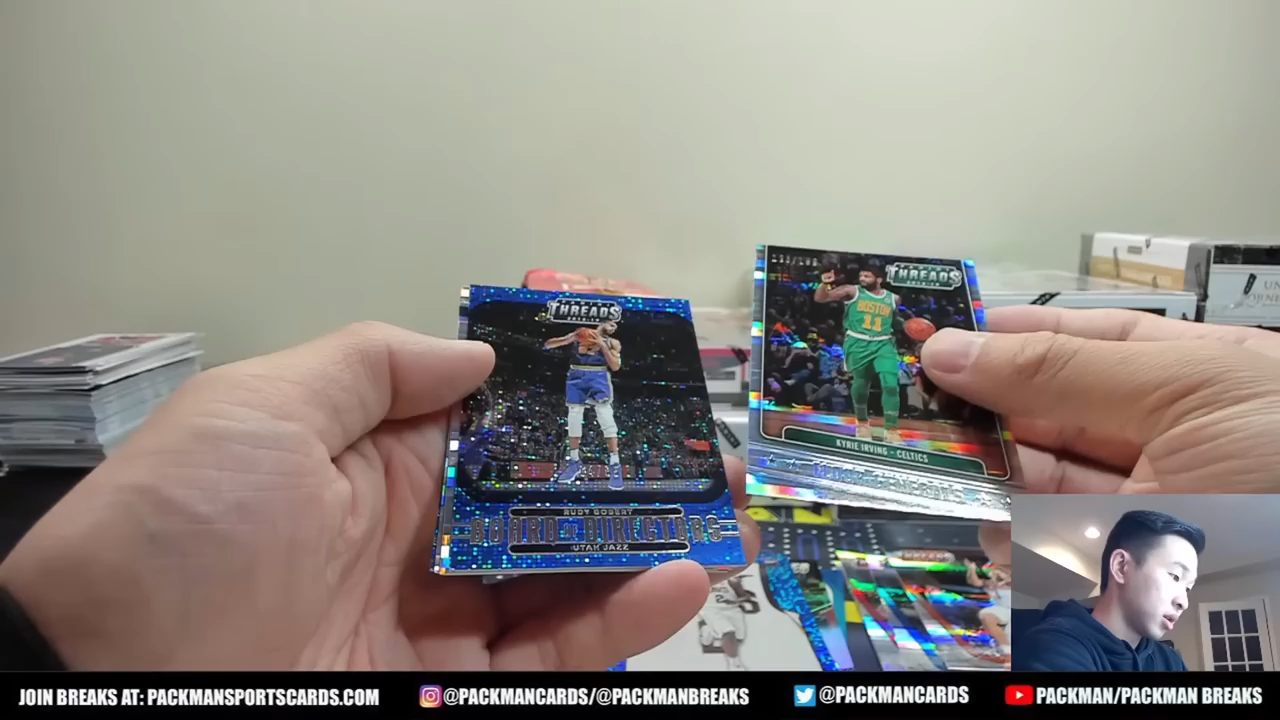 THREADS
RUDY GOBERT
BOARD OF DIRECTORS
UTAH JAZZ
THREADS
BOSTON
11
KYRIE IRVING - CELTICS
JOIN BREAKS AT: PACKMANSPORTSCARDS.COM
@PACKMANCARDS/@PACKMANBREAKS
@PACKMANCARDS
PACKMAN/PACKMAN BREAKS